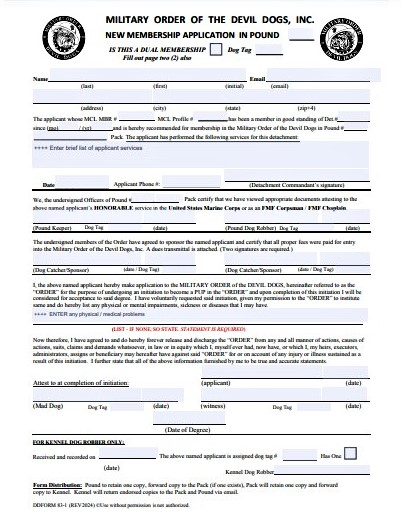 MILITARY ORDER OF THE DEVIL DOGS, INC.
NEW MEMBERSHIP APPLICATION IN POUND
IS THIS A DUAL MEMBERSHIP Dog Tag
Fill out page two (2) also
Name Email
(last) (first) (initial) (email)
(address) (city) (state) (zip+4)
The applicant whose MCL MBR # MCL Profile # has been a member in good standing of Det.#
since (mo) / (yr) and is hereby recommended for membership in the Military Order of the Devil Dogs in Pound #
Pack. The applicant has performed the following services for this detachment:
++++ Enter brief list of applicant services
Date Applicant Phone #: (Detachment Commandant's signature)
We, the undersigned Officers of Pound # Pack certify that we have viewed appropriate documents attesting to the
above named applicant's HONORABLE service in the United States Marine Corps or as an FMF Corpsman / FMF Chaplain
(Pound Keeper) Dog Tag (date) (Pound Dog Robber) Dog Tag (date)
The undersigned members of the Order have agreed to sponsor the named applicant and certify that all proper fees were paid for entry
into the Military Order of the Devil Dogs, Inc. A dues transmittal is attached. (Two signatures are required.)
(Dog Catcher/Sponsor) (date / Dog Tag) (Dog Catcher/Sponsor) (date / Dog Tag)
I, the above named applicant hereby make application to the MILITARY ORDER OF THE DEVIL DOGS, hereinafter referred to as the
"ORDER" for the purpose of undergoing an initiation to become a PUP in the "ORDER" and upon completion of this initiation I will be
considered for acceptance to said degree. I have voluntarily requested said initiation, given my permission to the "ORDER" to institute
same and do hereby list any physical or mental impairments, sickness or diseases that I may have.
++++ ENTER any physical / medical problems
(LIST - IF NONE, SO STATE. STATEMENT IS REQUIRED)
Now therefore, I have agreed to and do hereby forever release and discharge the "ORDER" from any and all manner of actions, causes of
actions, suits, claims and demands whatsoever, in law or in equity which I, myself ever had, now have, or which I, my heirs, executors,
administrators, assigns or beneficiary may hereafter have against said "ORDER" for or on account of any injury or illness sustained as a
result of this initiation. I further state that all of the above information furnished by me to be true and accurate statements.
Attest to at completion of initiation: (applicant) (date)
(Mad Dog) Dog Tag (date) (witness) Dog Tag (date)
(Date of Degree)
FOR KENNEL DOG ROBBER ONLY:
Received and recorded on The above named applicant is assigned dog tag # Has One
(date) Kennel Dog Robber
Form Distribution: Pound to retain one copy, forward copy to the Pack (if one exists), Pack will retain one copy and forward
copy to Kennel. Kennel will return endorsed copies to the Pack and Pound via email.
DDFORM 83-1 (REV2024) ©Use without permission is not authorized.